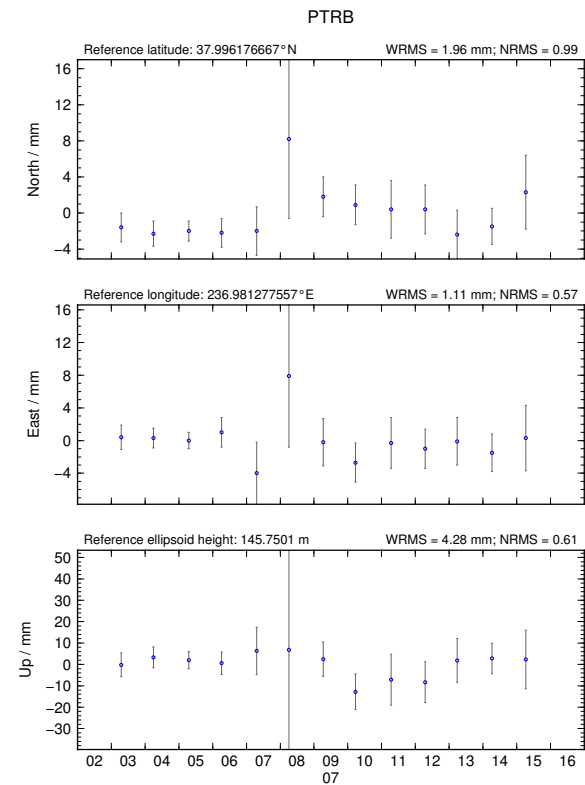 PTRB
Reference latitude: 37.996176667°N WRMS = 1.96 mm; NRMS = 0.99
16
12
8
4
0
−4
North / mm
Reference longitude: 236.981277557°E WRMS = 1.11 mm; NRMS = 0.57
16
12
8
4
0
−4
East / mm
Reference ellipsoid height: 145.7501 m WRMS = 4.28 mm; NRMS = 0.61
50
40
30
20
10
0
−10
−20
−30
Up / mm
02 03 04 05 06 07 08 09 10 11 12 13 14 15 16
07